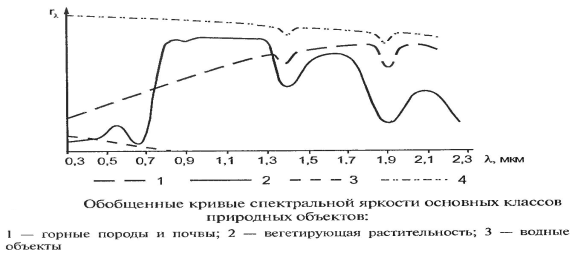 rλ
0,3 0,5 0,7 0,9 1,1 1,3 1,5 1,7 1,9 2,1 2,3 λ, мкм
1 2 3 4
Обобщенные кривые спектральной яркости основных классов
природных объектов:
1 — горные породы и почвы; 2 — вегетирующая растительность; 3 — водные
объекты